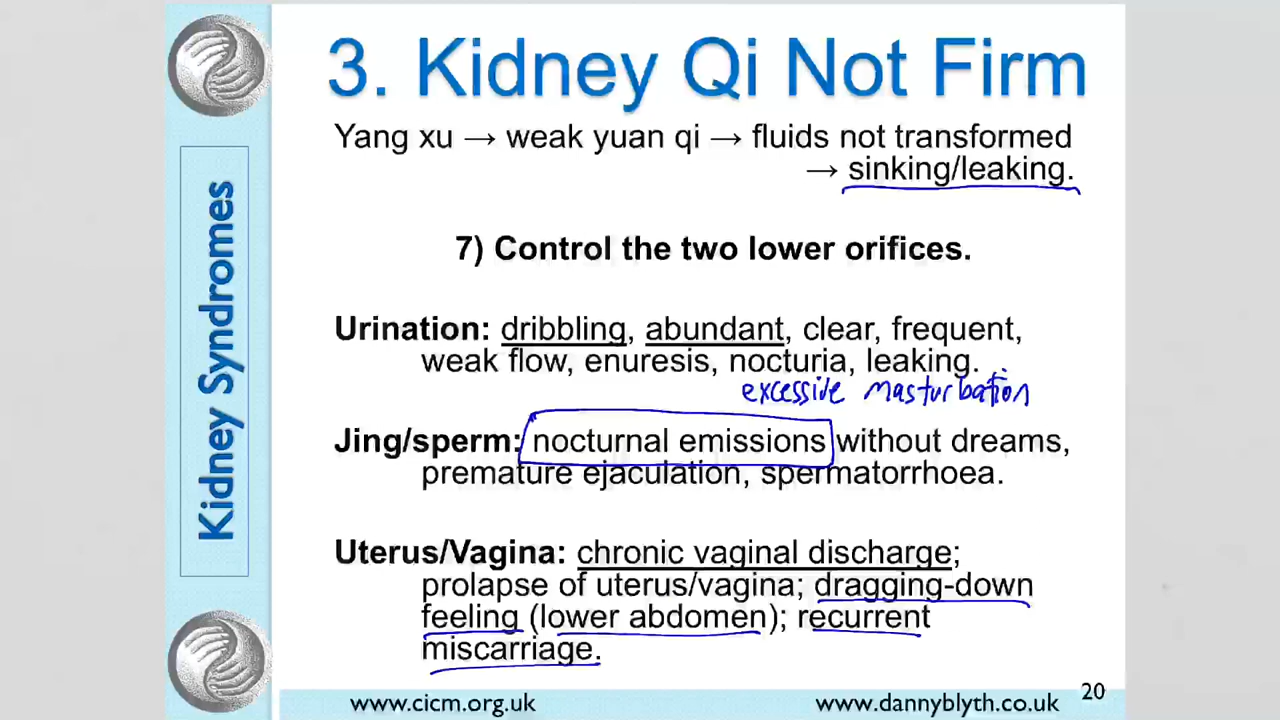 3. Kidney Qi Not Firm
Yang xu → weak yuan qi → fluids not transformed
→ sinking/leaking.
7) Control the two lower orifices.
Urination: dribbling, abundant, clear, frequent,
weak flow, enuresis, nocturia, leaking.
excessive masturbation
Jing/sperm: nocturnal emissions without dreams,
premature ejaculation, spermatorrhoea.
Uterus/Vagina: chronic vaginal discharge;
prolapse of uterus/vagina; dragging-down
feeling (lower abdomen); recurrent
miscarriage.
Kidney Syndromes
www.cicm.org.uk
www.dannyblyth.co.uk
20